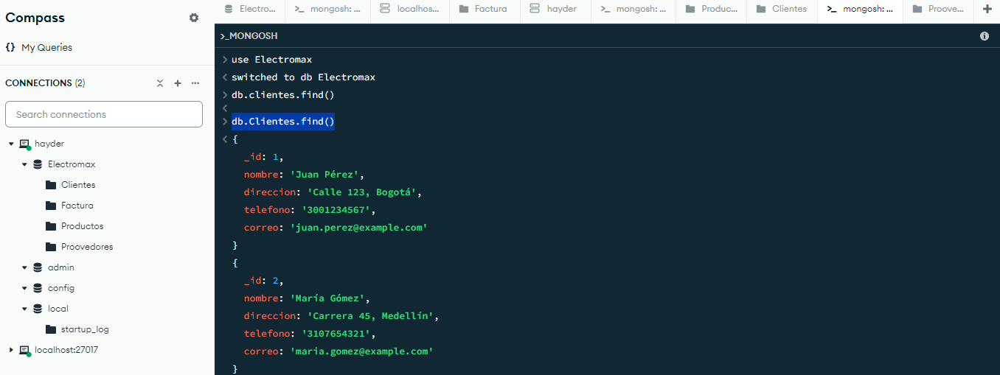 Compass
My Queries
CONNECTIONS (2)
Search connections
hayder
Electromax
Clientes
Factura
Productos
Proovedores
admin
config
local
startup_log
localhost:27017
Electro...
>_ mongosh: ...
localhos...
Factura
hayder
>_ mongosh: ...
Produc...
Clientes
>_ mongosh: ...
Proove...
>_MONGOSH
> use Electromax
< switched to db Electromax
> db.clientes.find()
<
> db.Clientes.find()
< {
_id: 1,
nombre: 'Juan Pérez',
direccion: 'Calle 123, Bogotá',
telefono: '3001234567',
correo: 'juan.perez@example.com'
}
{
_id: 2,
nombre: 'María Gómez',
direccion: 'Carrera 45, Medellín',
telefono: '3107654321',
correo: 'maria.gomez@example.com'
}